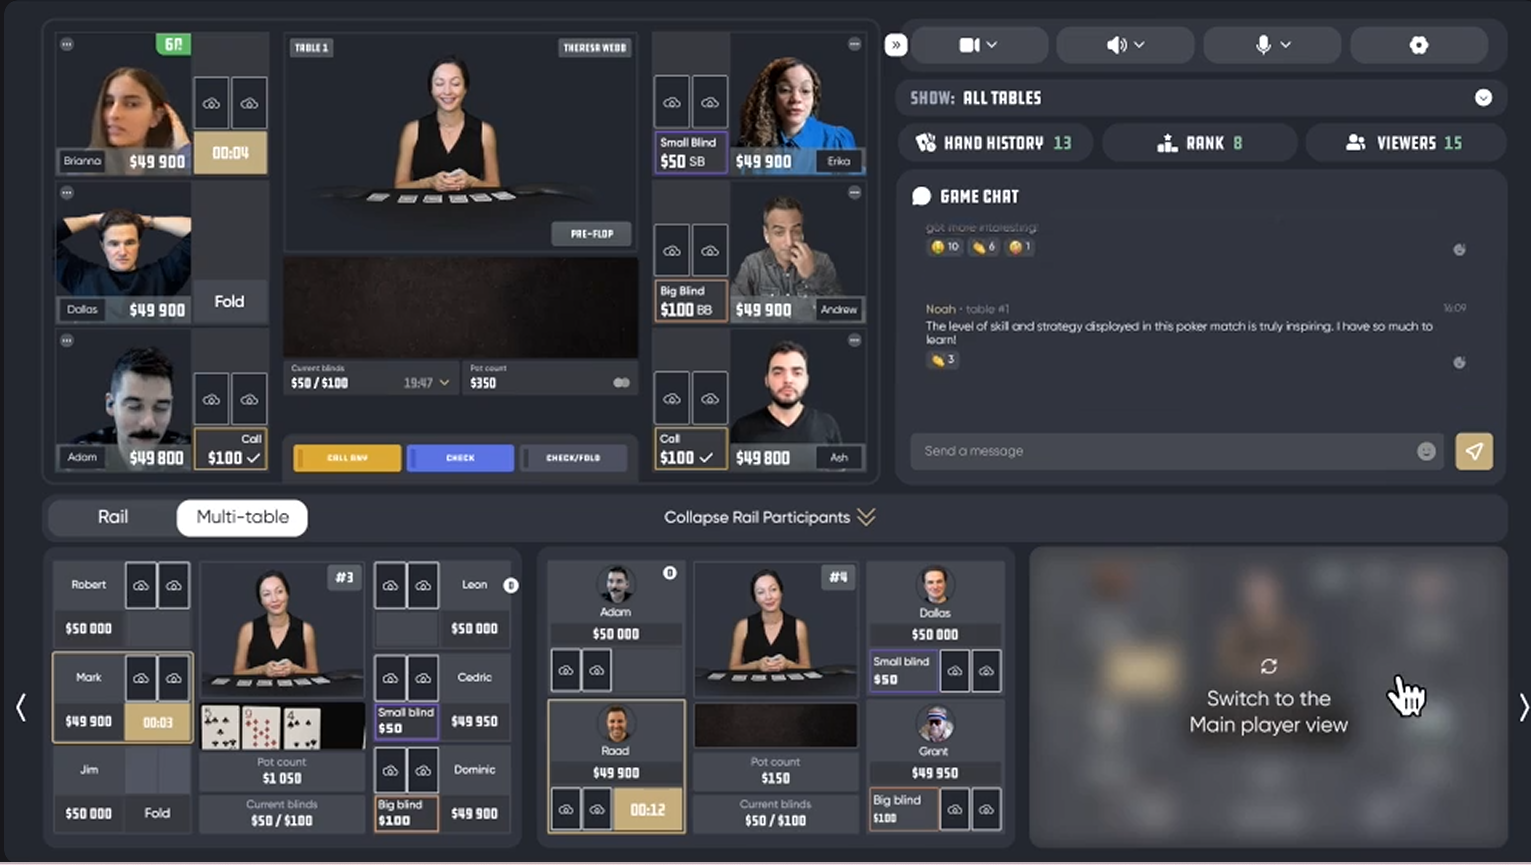 TABLE 1
THERESA WEBB
Brianna
$49 900
00:04
Small Blind
$50 SB
$49 900
Erika
PRE-FLOP
Dallas
$49 900
Fold
Big Blind
$100 BB
$49 900
Andrew
Current blinds
$50 / $100
19:47
Pot count
$350
Adam
$49 800
Call
$100
CALL ANY
CHECK
CHECK/FOLD
Call
$100
$49 800
Ash
SHOW: ALL TABLES
HAND HISTORY 13
RANK 8
VIEWERS 15
GAME CHAT
got more interesting!
10
6
1
Noah · table #1
16:09
The level of skill and strategy displayed in this poker match is truly inspiring. I have so much to
learn!
3
Send a message
Rail
Multi-table
Collapse Rail Participants
Robert
$50 000
#3
Leon
D
$50 000
Mark
$49 900
00:03
Cedric
Small blind
$50
$49 950
5
9
4
Pot count
$1 050
Jim
$50 000
Fold
Current blinds
$50 / $100
Dominic
Big blind
$100
$49 900
Adam
D
$50 000
#4
Dallas
$50 000
Small blind
$50
Raad
$49 900
00:12
Pot count
$150
Current blinds
$50 / $100
Grant
$49 950
Big blind
$100
Switch to the
Main player view